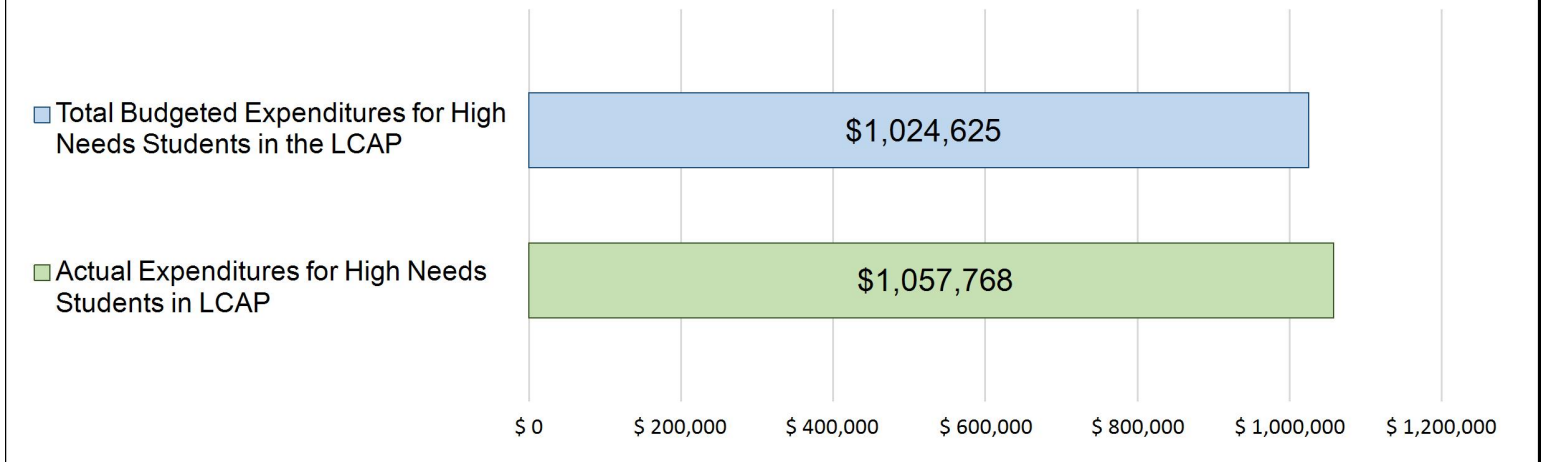 Total Budgeted Expenditures for High
Needs Students in the LCAP
$1,024,625
Actual Expenditures for High Needs
Students in LCAP
$1,057,768
$ 0
$ 200,000
$ 400,000
$ 600,000
$ 800,000
$ 1,000,000
$ 1,200,000